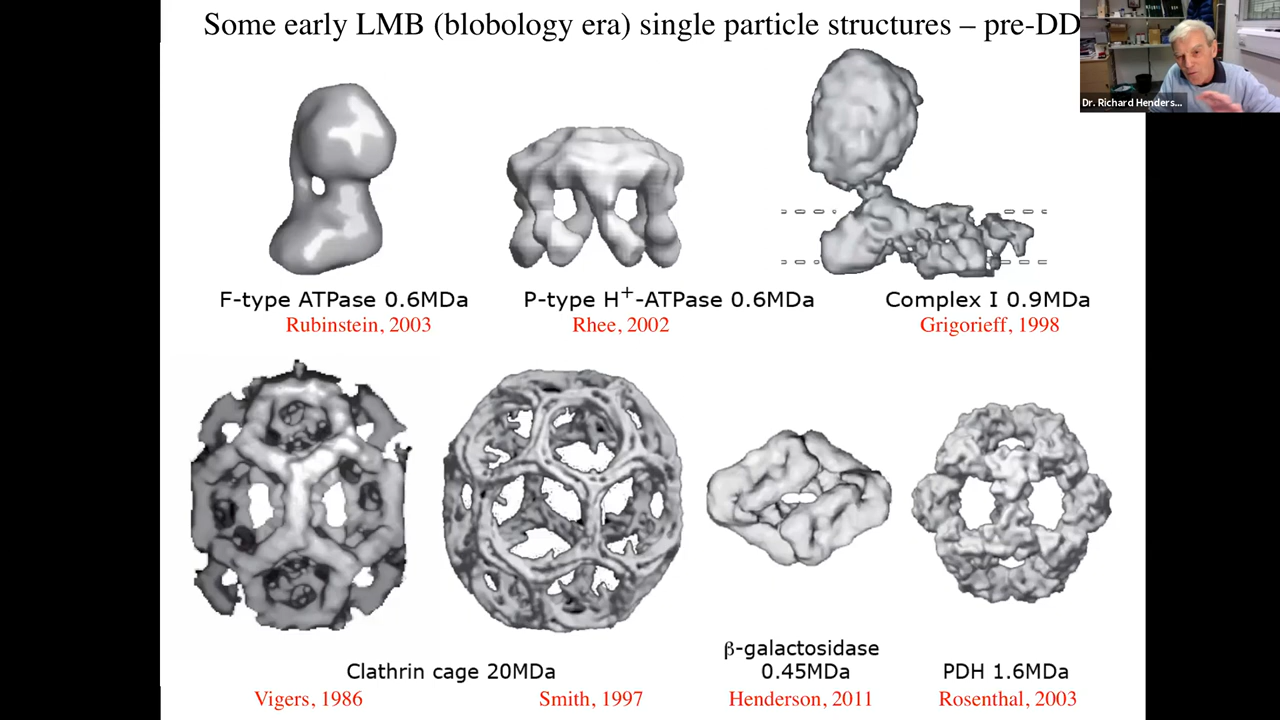 Some early LMB (blobology era) single particle structures – pre-DD
Dr. Richard Henders...
F-type ATPase 0.6MDa
Rubinstein, 2003
P-type H+-ATPase 0.6MDa
Rhee, 2002
Complex I 0.9MDa
Grigorieff, 1998
Clathrin cage 20MDa
Vigers, 1986
Smith, 1997
β-galactosidase
0.45MDa
Henderson, 2011
PDH 1.6MDa
Rosenthal, 2003